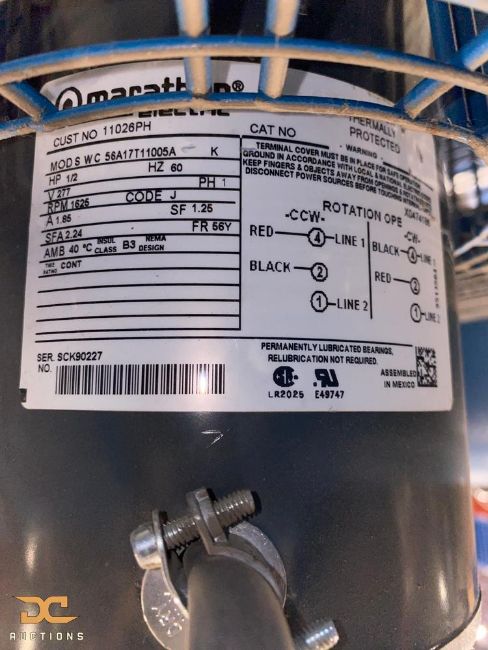 marathon®
ELECTRIC
CUST NO 11026PH
CAT NO
THERMALLY
PROTECTED
MOD S WC 56A17T11005A K
HP 1/2 HZ 60
V 277 PH 1
RPM 1625 CODE J
A 1.85 SF 1.25
SFA 2.24 FR 56Y
AMB 40 °C INSUL CLASS B3 NEMA DESIGN
TIME RATING CONT
WARNING
TERMINAL COVER MUST BE IN PLACE FOR SAFE
GROUND IN ACCORDANCE WITH LOCAL & NATIONAL
KEEP FINGERS & OBJECTS AWAY FROM OPENINGS
DISCONNECT POWER SOURCES BEFORE TOUCHING
ROTATION OPE
-CCW- -CW-
RED 4 LINE 1
BLACK 4 LINE 1
BLACK 2
RED 2
1 LINE 2
1 LINE 2
PERMANENTLY LUBRICATED BEARINGS,
RELUBRICATION NOT REQUIRED.
SER. NO. SCK90227
LR2025 E49747
ASSEMBLED
IN MEXICO
DC
AUCTIONS